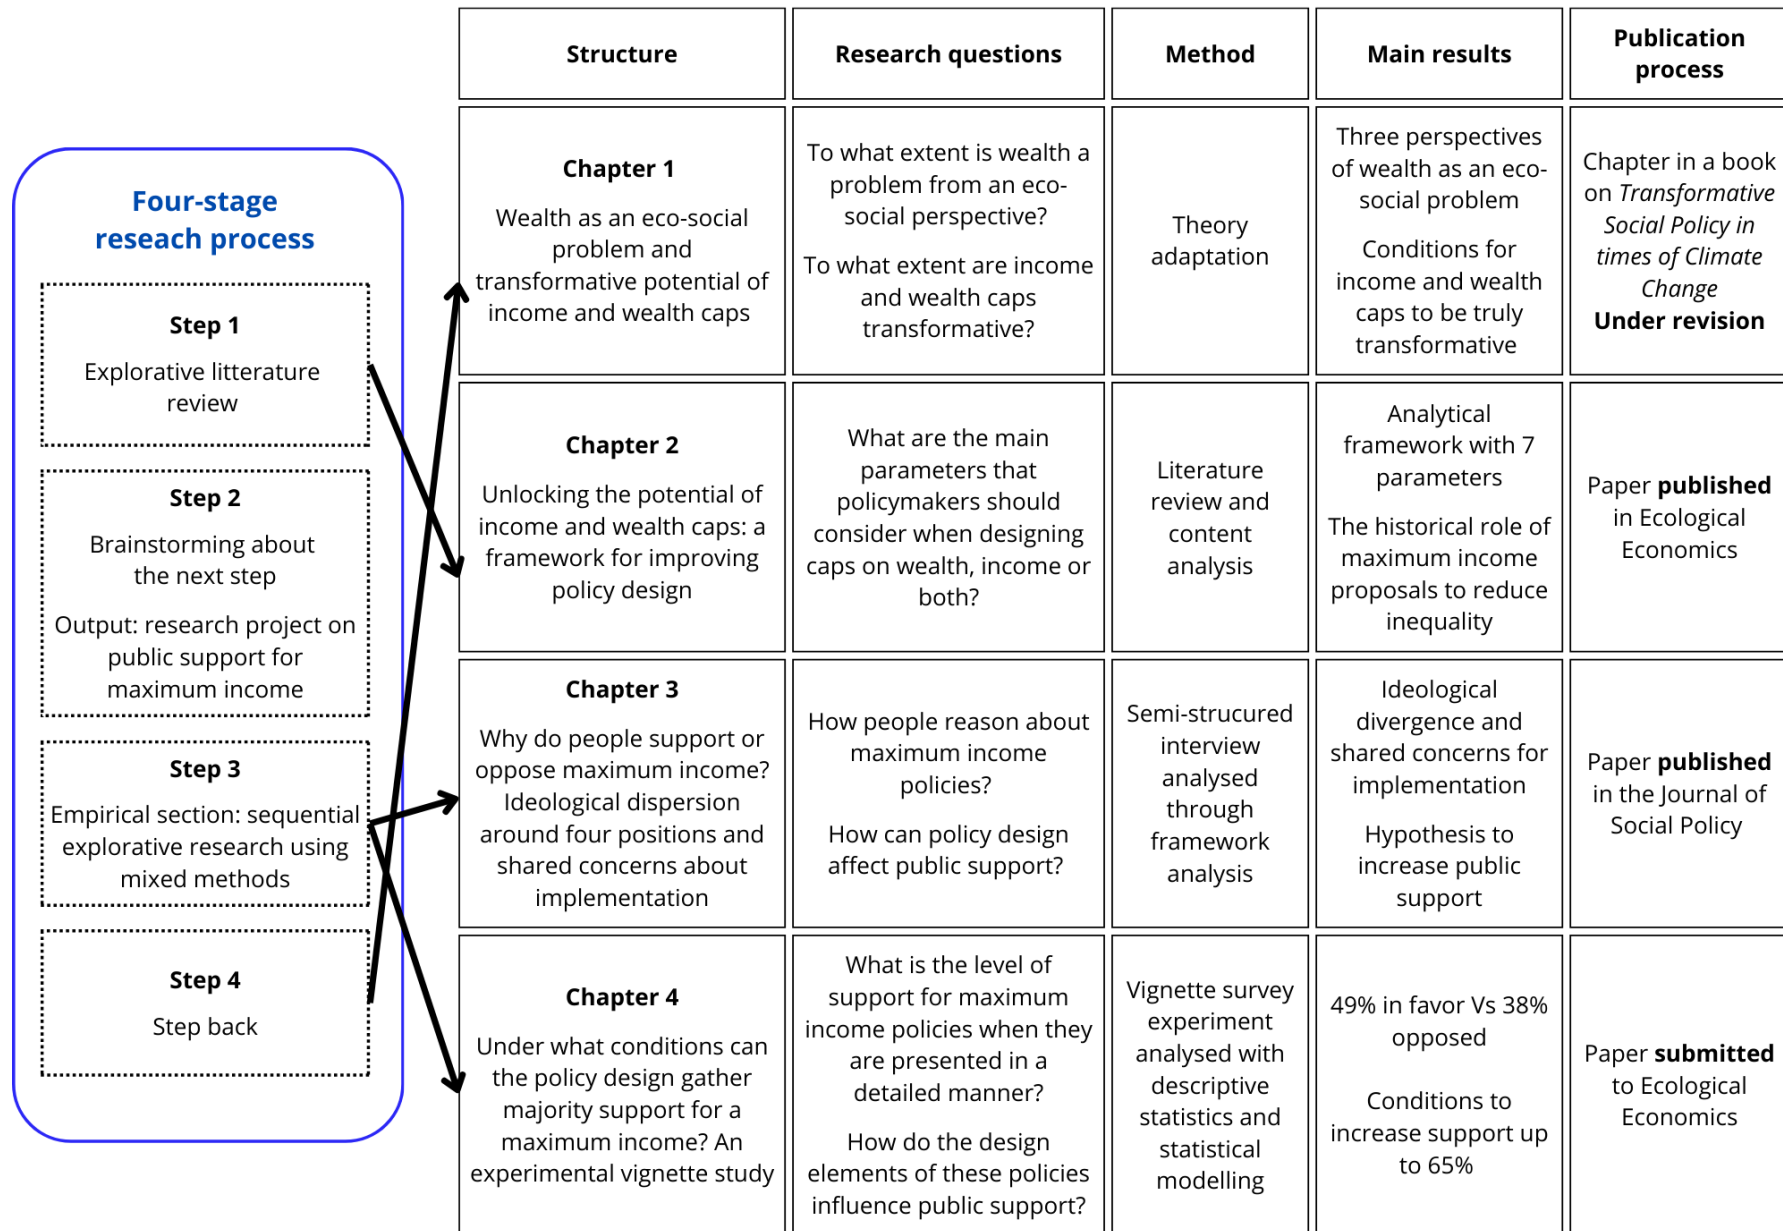 Structure
Research questions
Method
Main results
Publication
process
Four-stage
reseach process
Step 1
Explorative litterature
review
Step 2
Brainstorming about
the next step
Output: research project on
public support for
maximum income
Step 3
Empirical section: sequential
explorative research using
mixed methods
Step 4
Step back
Chapter 1
Wealth as an eco-social
problem and
transformative potential of
income and wealth caps
To what extent is wealth a
problem from an eco-
social perspective?
To what extent are income
and wealth caps
transformative?
Theory
adaptation
Three perspectives
of wealth as an eco-
social problem
Conditions for
income and wealth
caps to be truly
transformative
Chapter in a book
on Transformative
Social Policy in
times of Climate
Change
Under revision
Chapter 2
Unlocking the potential of
income and wealth caps: a
framework for improving
policy design
What are the main
parameters that
policymakers should
consider when designing
caps on wealth, income or
both?
Literature
review and
content
analysis
Analytical
framework with 7
parameters
The historical role of
maximum income
proposals to reduce
inequality
Paper published
in Ecological
Economics
Chapter 3
Why do people support or
oppose maximum income?
Ideological dispersion
around four positions and
shared concerns about
implementation
How people reason about
maximum income
policies?
How can policy design
affect public support?
Semi-strucured
interview
analysed
through
framework
analysis
Ideological
divergence and
shared concerns for
implementation
Hypothesis to
increase public
support
Paper published
in the Journal of
Social Policy
Chapter 4
Under what conditions can
the policy design gather
majority support for a
maximum income? An
experimental vignette study
What is the level of
support for maximum
income policies when they
are presented in a
detailed manner?
How do the design
elements of these policies
influence public support?
Vignette survey
experiment
analysed with
descriptive
statistics and
statistical
modelling
49% in favor Vs 38%
opposed
Conditions to
increase support up
to 65%
Paper submitted
to Ecological
Economics